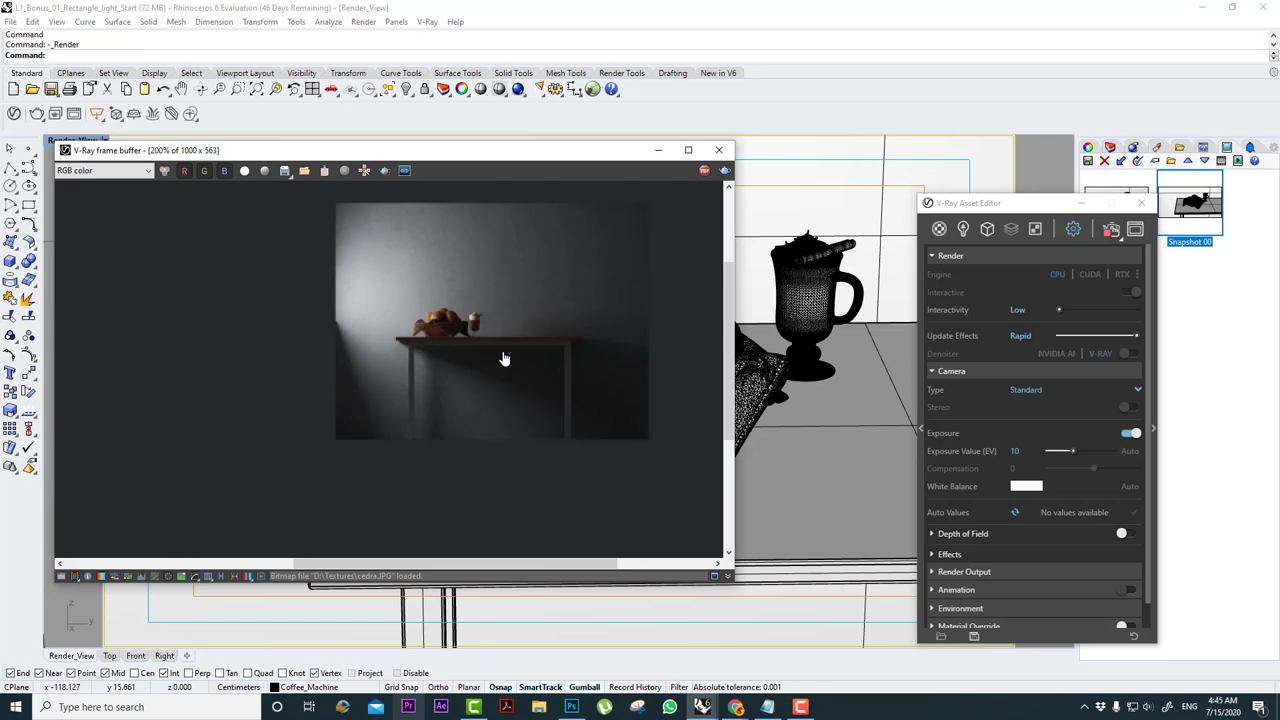 L1_Bonus_01_Rectangle_light_Start (72 MB) - Rhinoceros 6 Evaluation (46 Days Remaining) - [Render_View]
File Edit View Curve Surface Solid Mesh Dimension Transform Tools Analyze Render Panels V-Ray Help
Command
Command: -_Render
Command:
Standard CPlanes Set View Display Select Viewport Layout Visibility Transform Curve Tools Surface Tools Solid Tools Mesh Tools Render Tools Drafting New in V6
V-Ray frame buffer - [200% of 1000 x 563]
RGB color
R G B
STOP
Snapshot 00
V-Ray Asset Editor
Render
Engine CPU CUDA RTX
Interactive
Interactivity Low
Update Effects Rapid
Denoiser NVIDIA AI V-RAY
Camera
Type Standard
Stereo
Exposure
Exposure Value (EV) 10 Auto
Compensation 0
White Balance Auto
Auto Values No values available
Depth of Field
Effects
Render Output
Animation
Environment
Material Override
Bitmap file "D:\Textures\cedra.JPG" loaded.
z
y
x
Render_View Top Front Right
End Near Point Mid Cen Int Perp Tan Quad Knot Vertex Project Disable
CPlane x -118.127 y 15.661 z 0.000 Centimeters Coffee_Machine Grid Snap Ortho Planar Osnap SmartTrack Gumball Record History Filter Absolute tolerance: 0.001
Type here to search
Pr Ae Ps
4:45 AM
7/15/2020